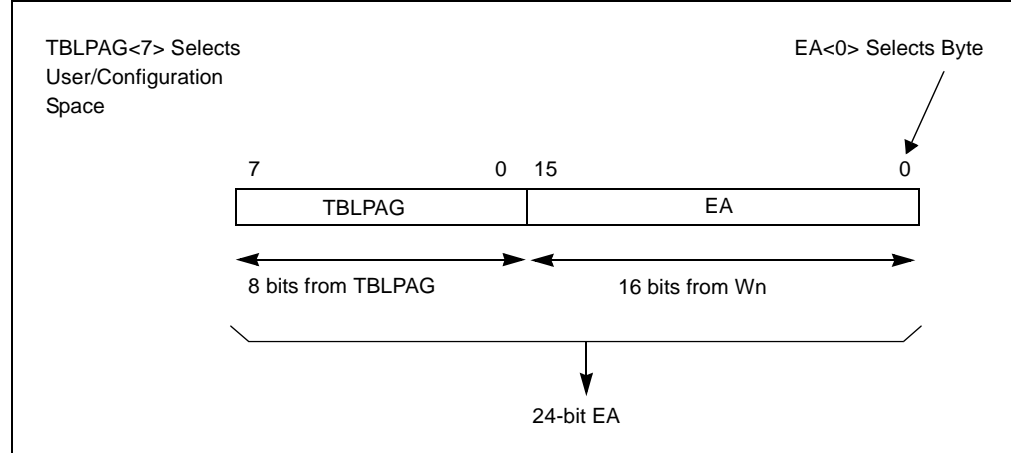 TBLPAG<7> Selects
User/Configuration
Space
EA<0> Selects Byte
7 0 15 0
TBLPAG EA
8 bits from TBLPAG 16 bits from Wn
24-bit EA